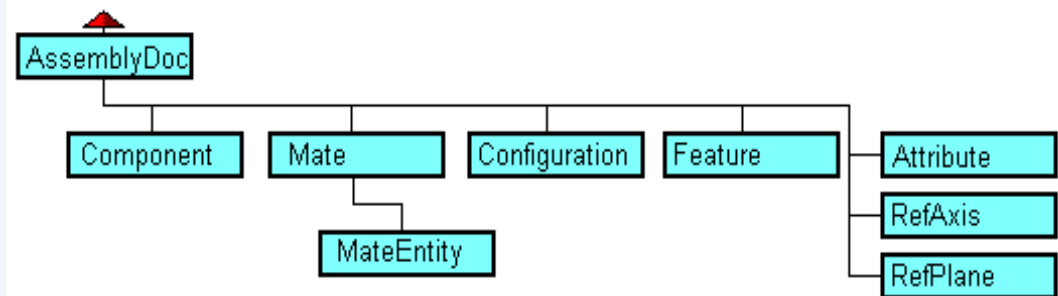 AssemblyDoc
Component
Mate
Configuration
Feature
Attribute
RefAxis
MateEntity
RefPlane